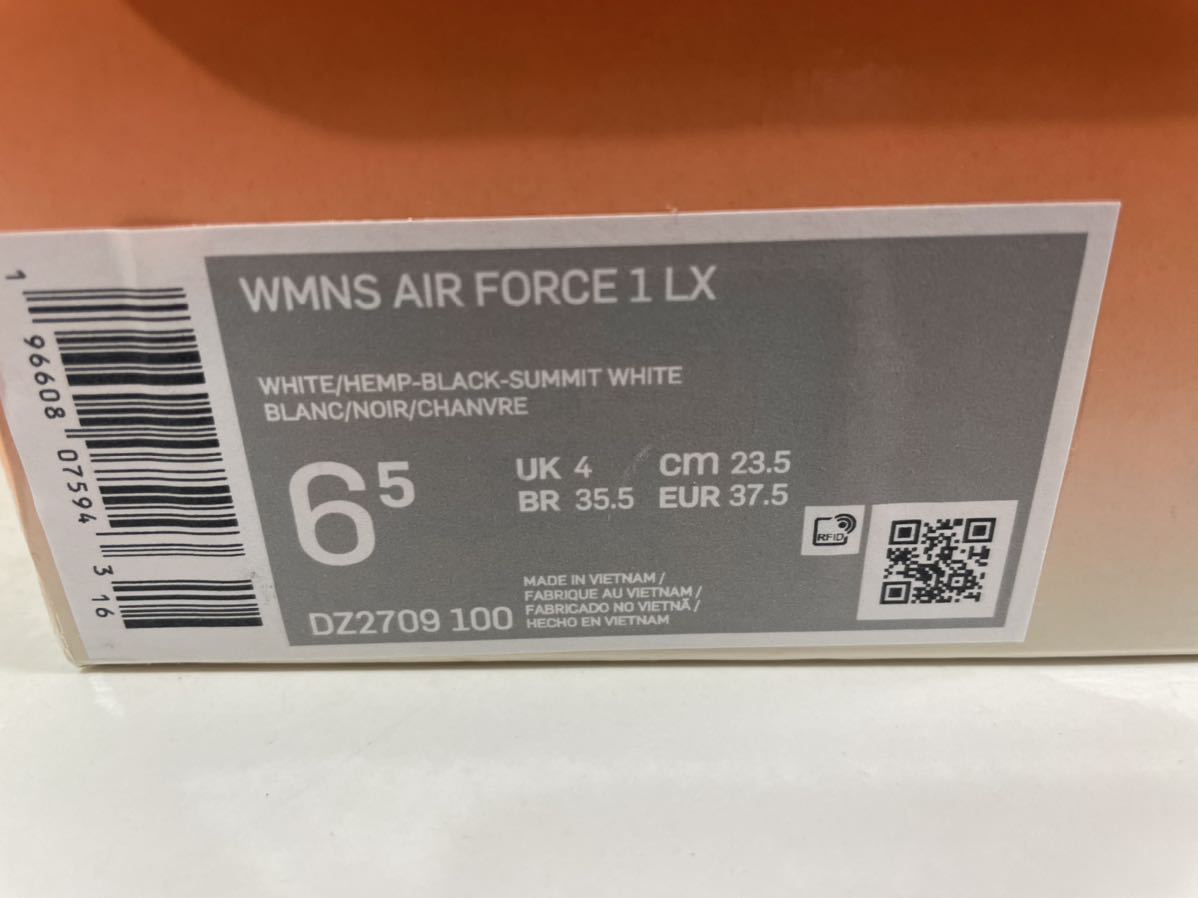 WMNS AIR FORCE 1 LX
WHITE/HEMP-BLACK-SUMMIT WHITE
BLANC/NOIR/CHANVRE
6⁵
UK 4 cm 23.5
BR 35.5 EUR 37.5
RFID
MADE IN VIETNAM /
FABRIQUE AU VIETNAM /
FABRICADO NO VIETNÃ /
HECHO EN VIETNAM
DZ2709 100
1 96608 07594 3 16